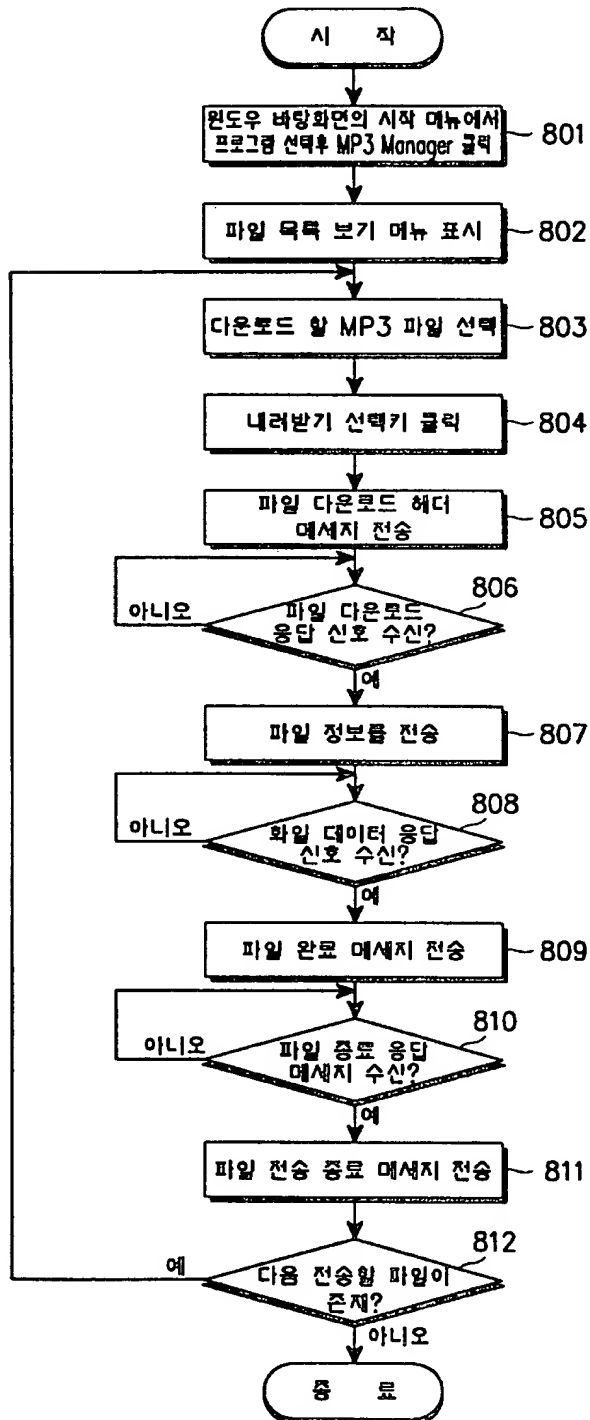 시 작
윈도우 바탕화면의 시작 메뉴에서
프로그램 선택후 MP3 Manager 클릭
801
파일 목록 보기 메뉴 표시
802
다운로드 할 MP3 파일 선택
803
내려받기 선택키 클릭
804
파일 다운로드 헤더
메세지 전송
805
806
아니오
파일 다운로드
응답 신호 수신?
예
파일 정보를 전송
807
808
아니오
화일 데이터 응답
신호 수신?
예
파일 완료 메세지 전송
809
810
아니오
파일 종료 응답
메세지 수신?
예
파일 전송 종료 메세지 전송
811
812
예
다음 전송할 파일이
존재?
아니오
종 료